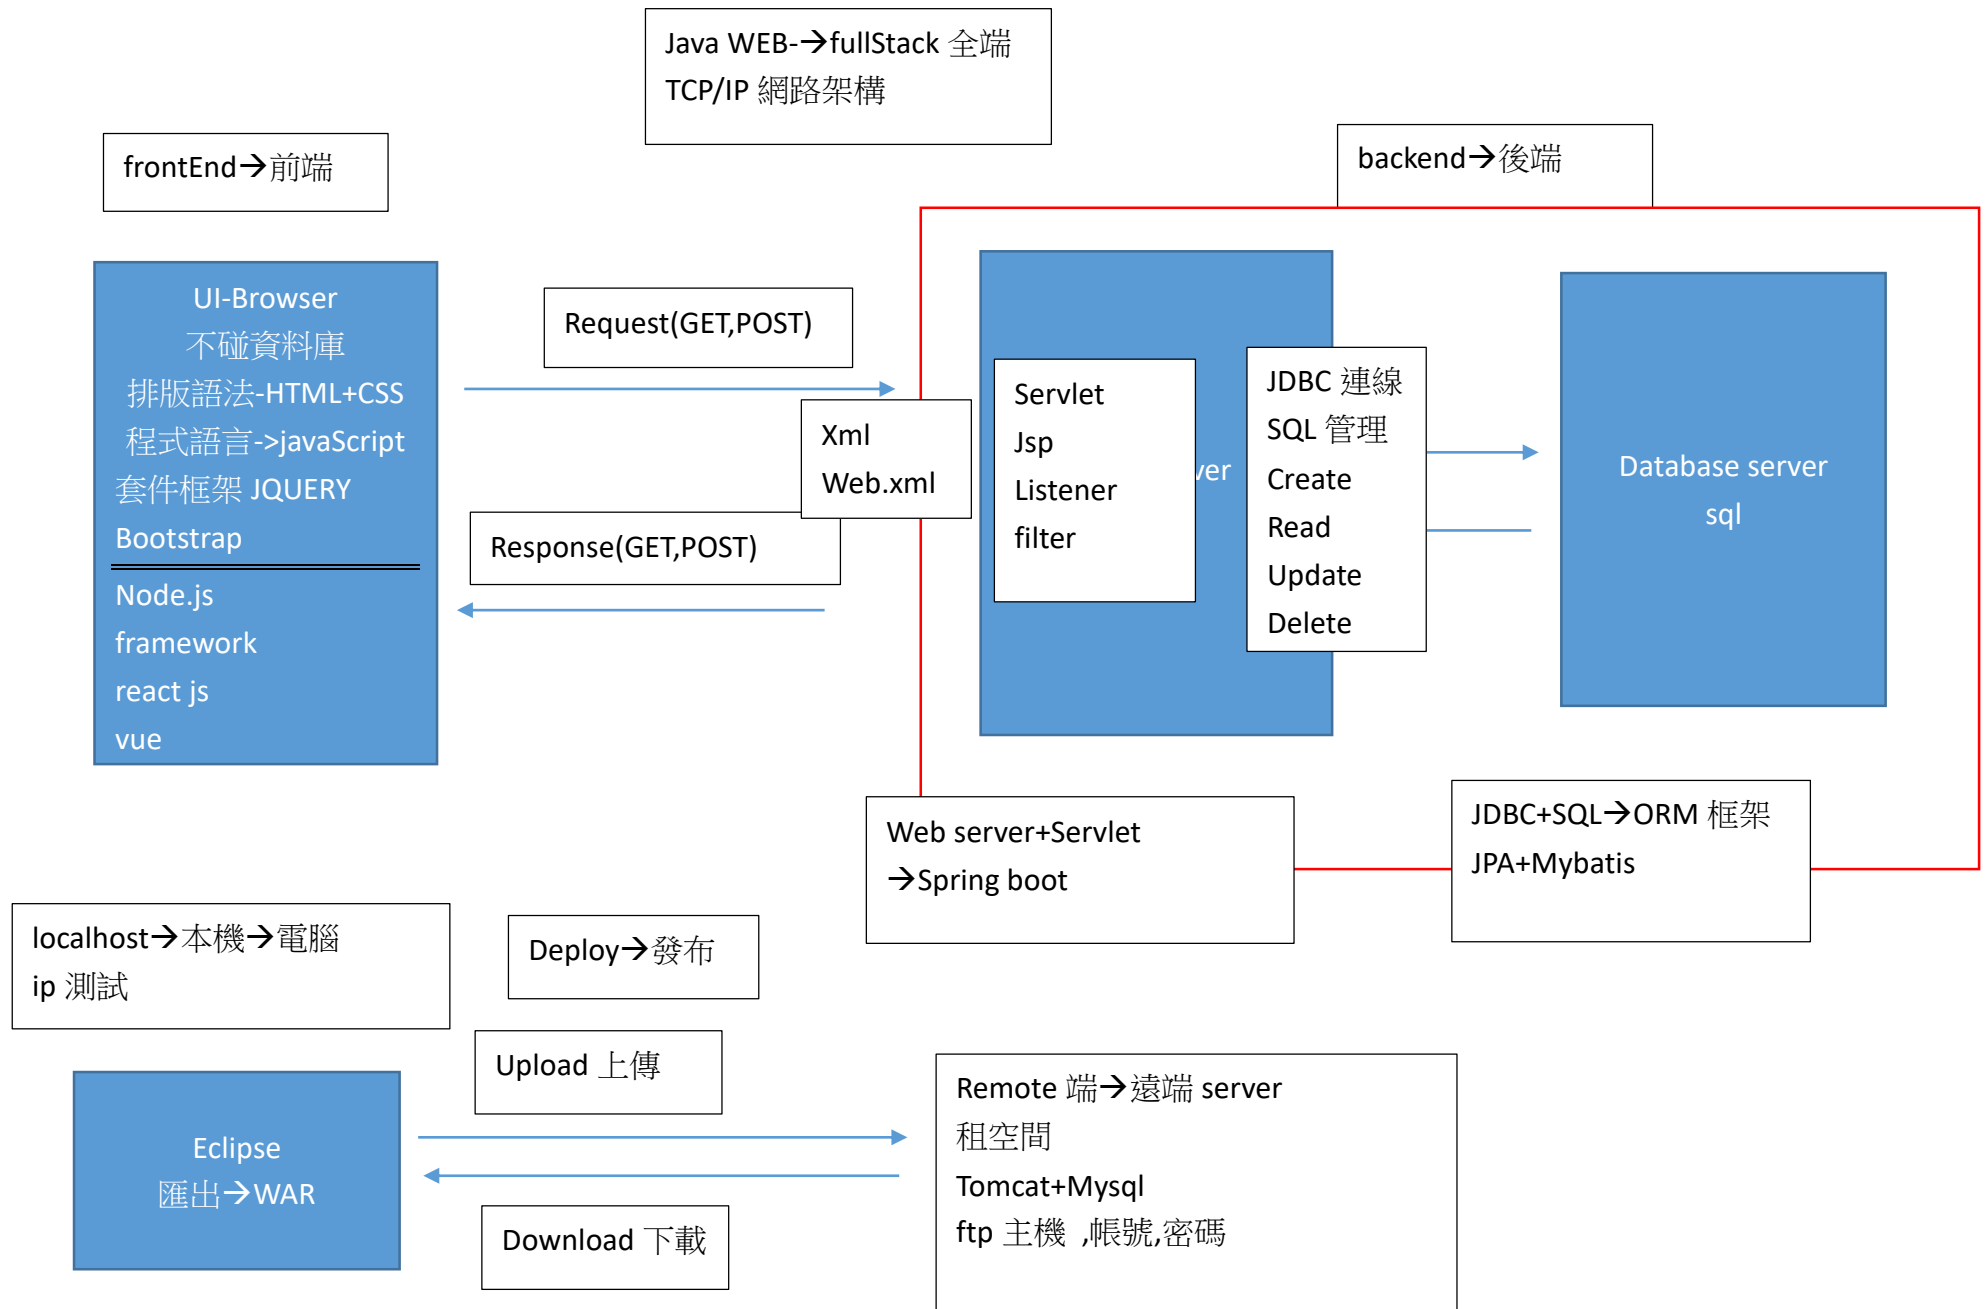 Java WEB-→fullStack 全端
TCP/IP 網路架構
frontEnd→前端
backend→後端
UI-Browser
不碰資料庫
排版語法-HTML+CSS
程式語言->javaScript
套件框架 JQUERY
Bootstrap
Node.js
framework
react js
vue
Request(GET,POST)
Response(GET,POST)
Xml
Web.xml
Servlet
Jsp
Listener
filter
ver
JDBC 連線
SQL 管理
Create
Read
Update
Delete
Database server
sql
Web server+Servlet
→Spring boot
JDBC+SQL→ORM 框架
JPA+Mybatis
localhost→本機→電腦
ip 測試
Deploy→發布
Upload 上傳
Eclipse
匯出→WAR
Download 下載
Remote 端→遠端 server
租空間
Tomcat+Mysql
ftp 主機 ,帳號,密碼